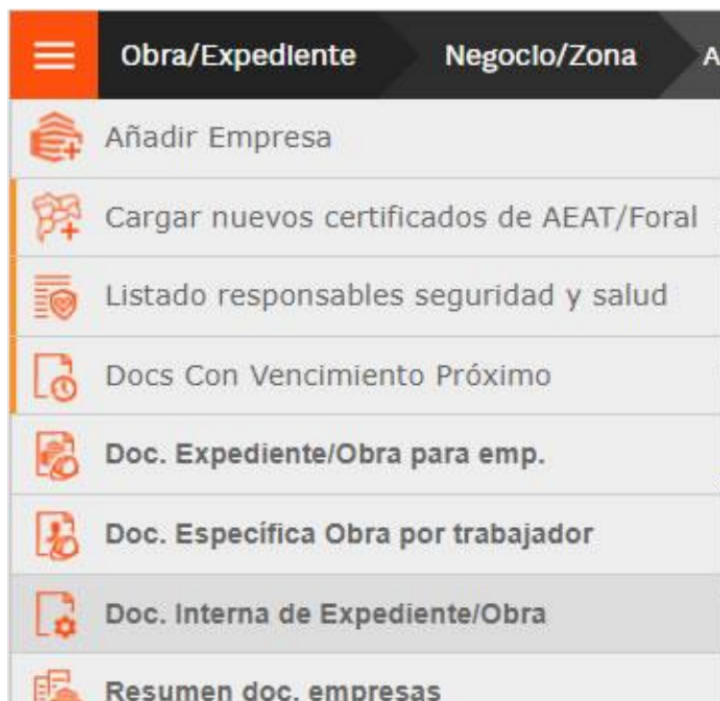 Obra/Expediente Negocio/Zona A
Añadir Empresa
Cargar nuevos certificados de AEAT/Foral
Listado responsables seguridad y salud
Docs Con Vencimiento Próximo
Doc. Expediente/Obra para emp.
Doc. Específica Obra por trabajador
Doc. Interna de Expediente/Obra
Resumen doc. empresas